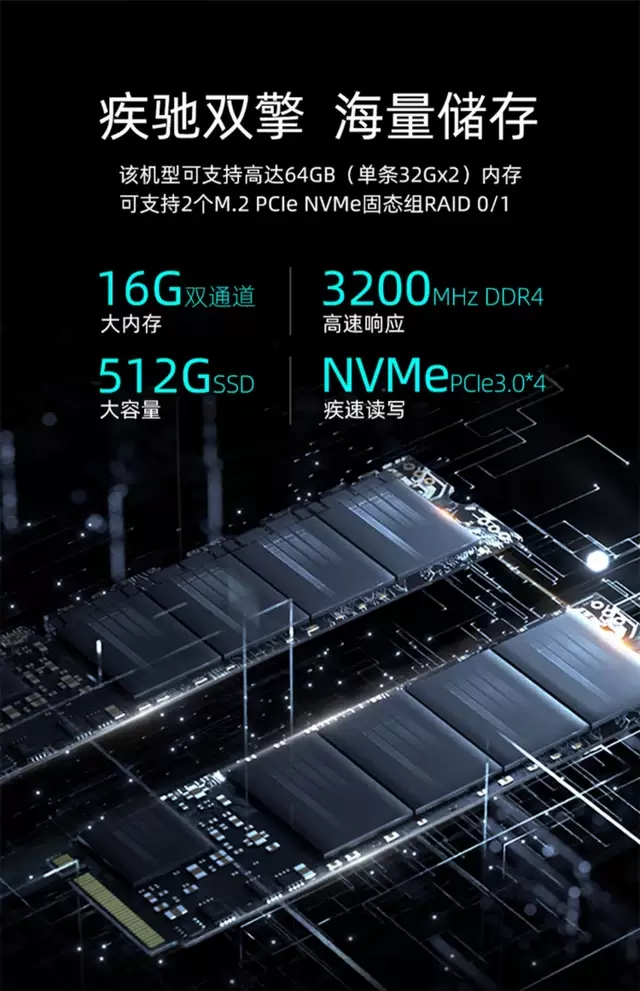 疾驰双擎 海量储存
该机型可支持高达64GB（单条32Gx2）内存
可支持2个M.2 PCIe NVMe固态组RAID 0/1
16G双通道
大内存
3200MHz DDR4
高速响应
512GSSD
大容量
NVMePCIe3.0*4
疾速读写